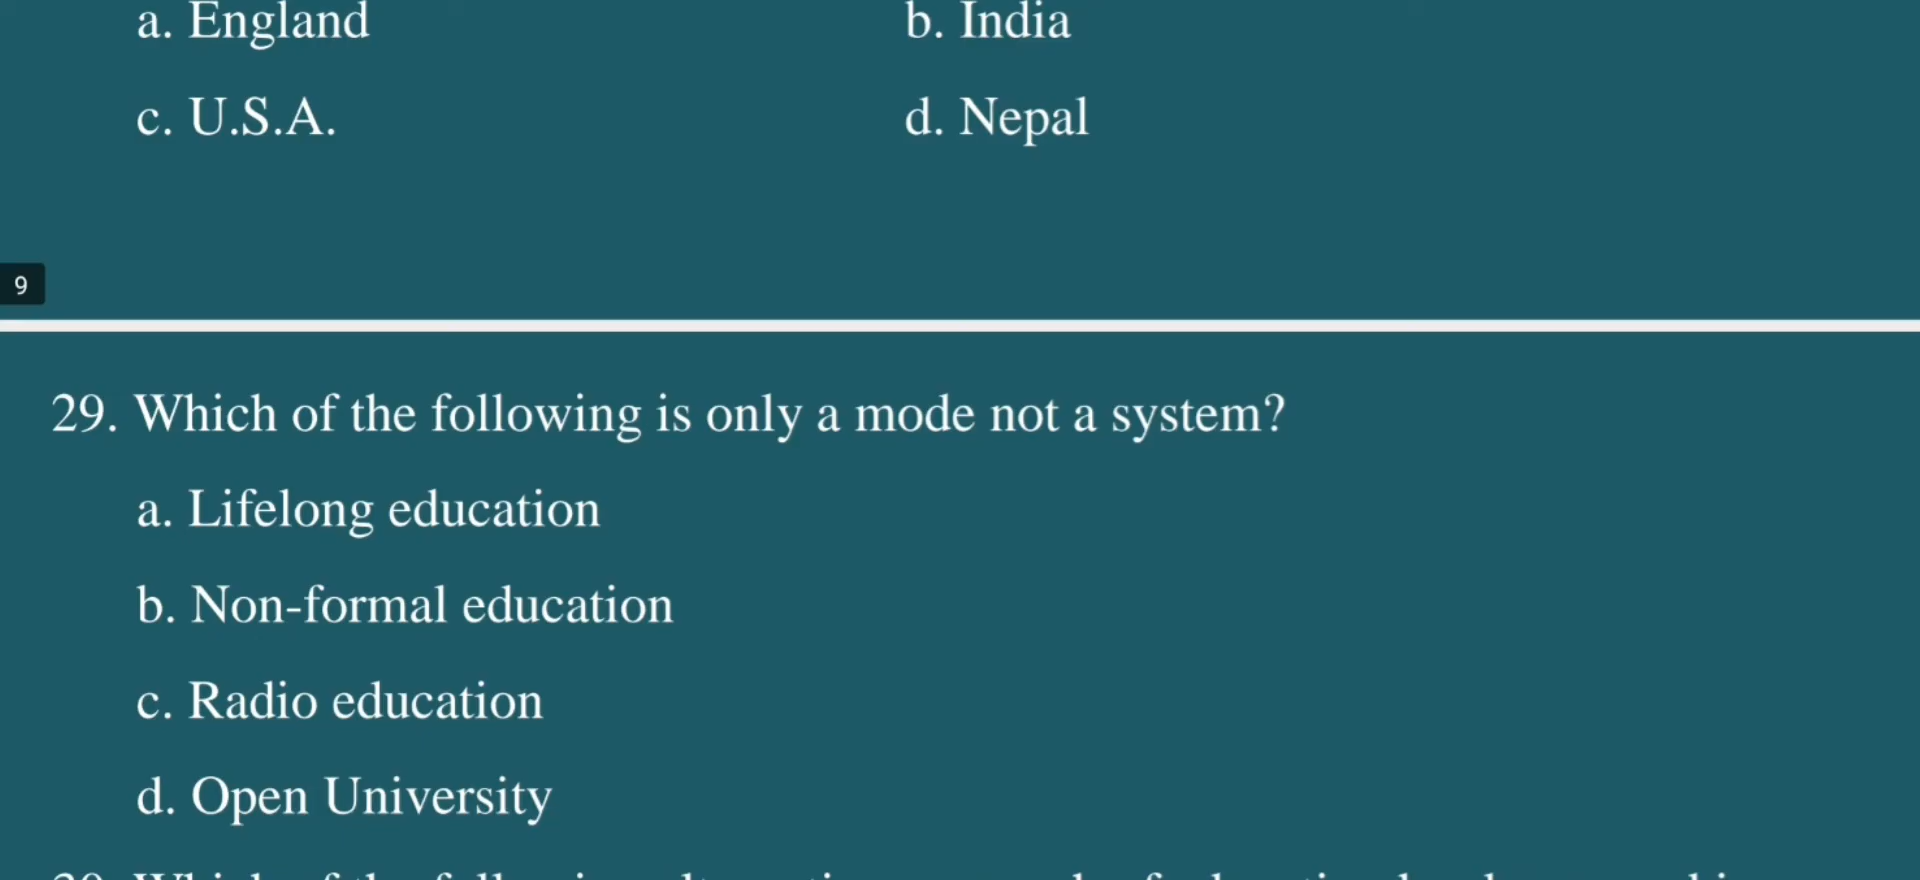 a. England
b. India
c. U.S.A.
d. Nepal
9
29. Which of the following is only a mode not a system?
a. Lifelong education
b. Non-formal education
c. Radio education
d. Open University